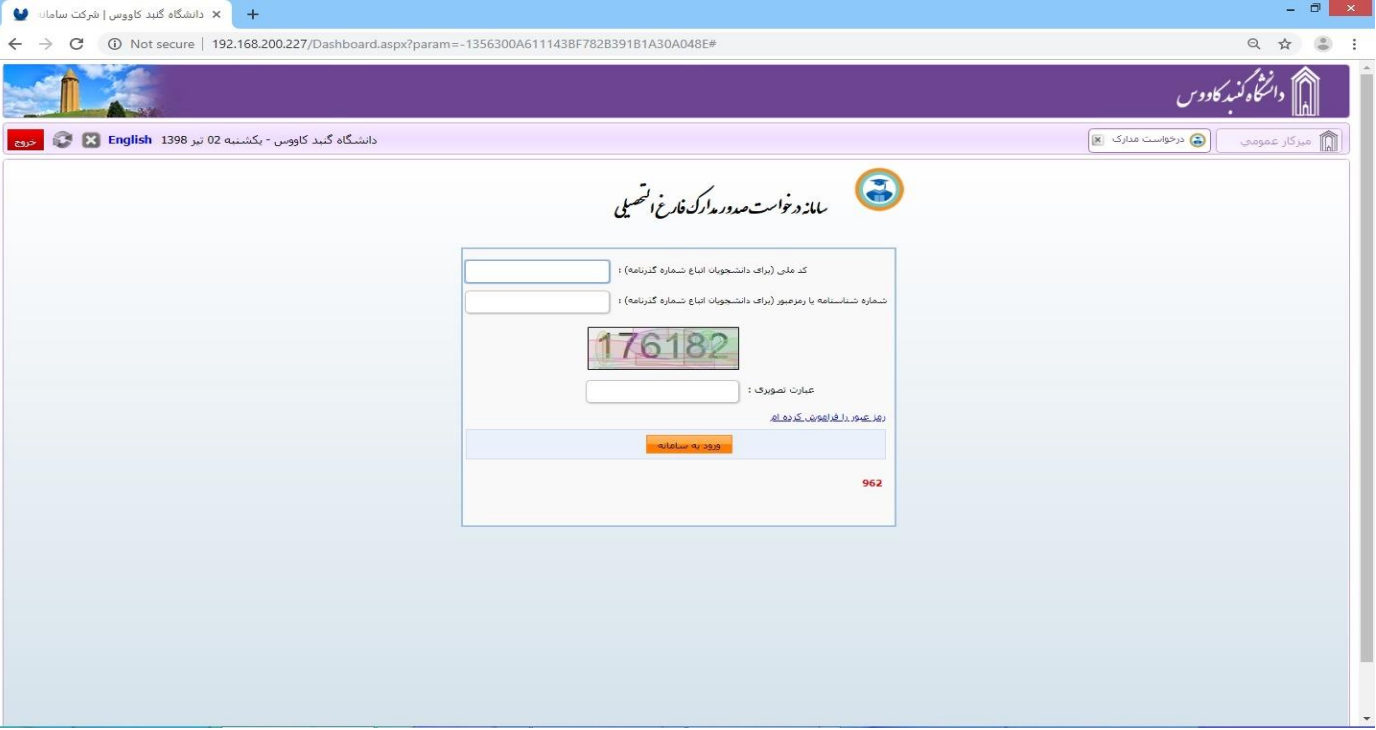 دانشگاه گنبد کاووس | شرکت سامان
Not secure | 192.168.200.227/Dashboard.aspx?param=-1356300A611143BF782B391B1A30A048E#
دانشگاه گنبد کاووس
میزکار عمومی
درخواست مدارک
دانشگاه گنبد کاووس - یکشنبه 02 تیر 1398 English
خروج
سامانه درخواست صدور مدارک فارغ التحصیلی
کد ملی (برای دانشجویان اتباع شماره گذرنامه) :
شماره شناسنامه یا رمزعبور (برای دانشجویان اتباع شماره گذرنامه) :
176182
عبارت تصویری :
رمز عبور را فراموش کرده ام
ورود به سامانه
962